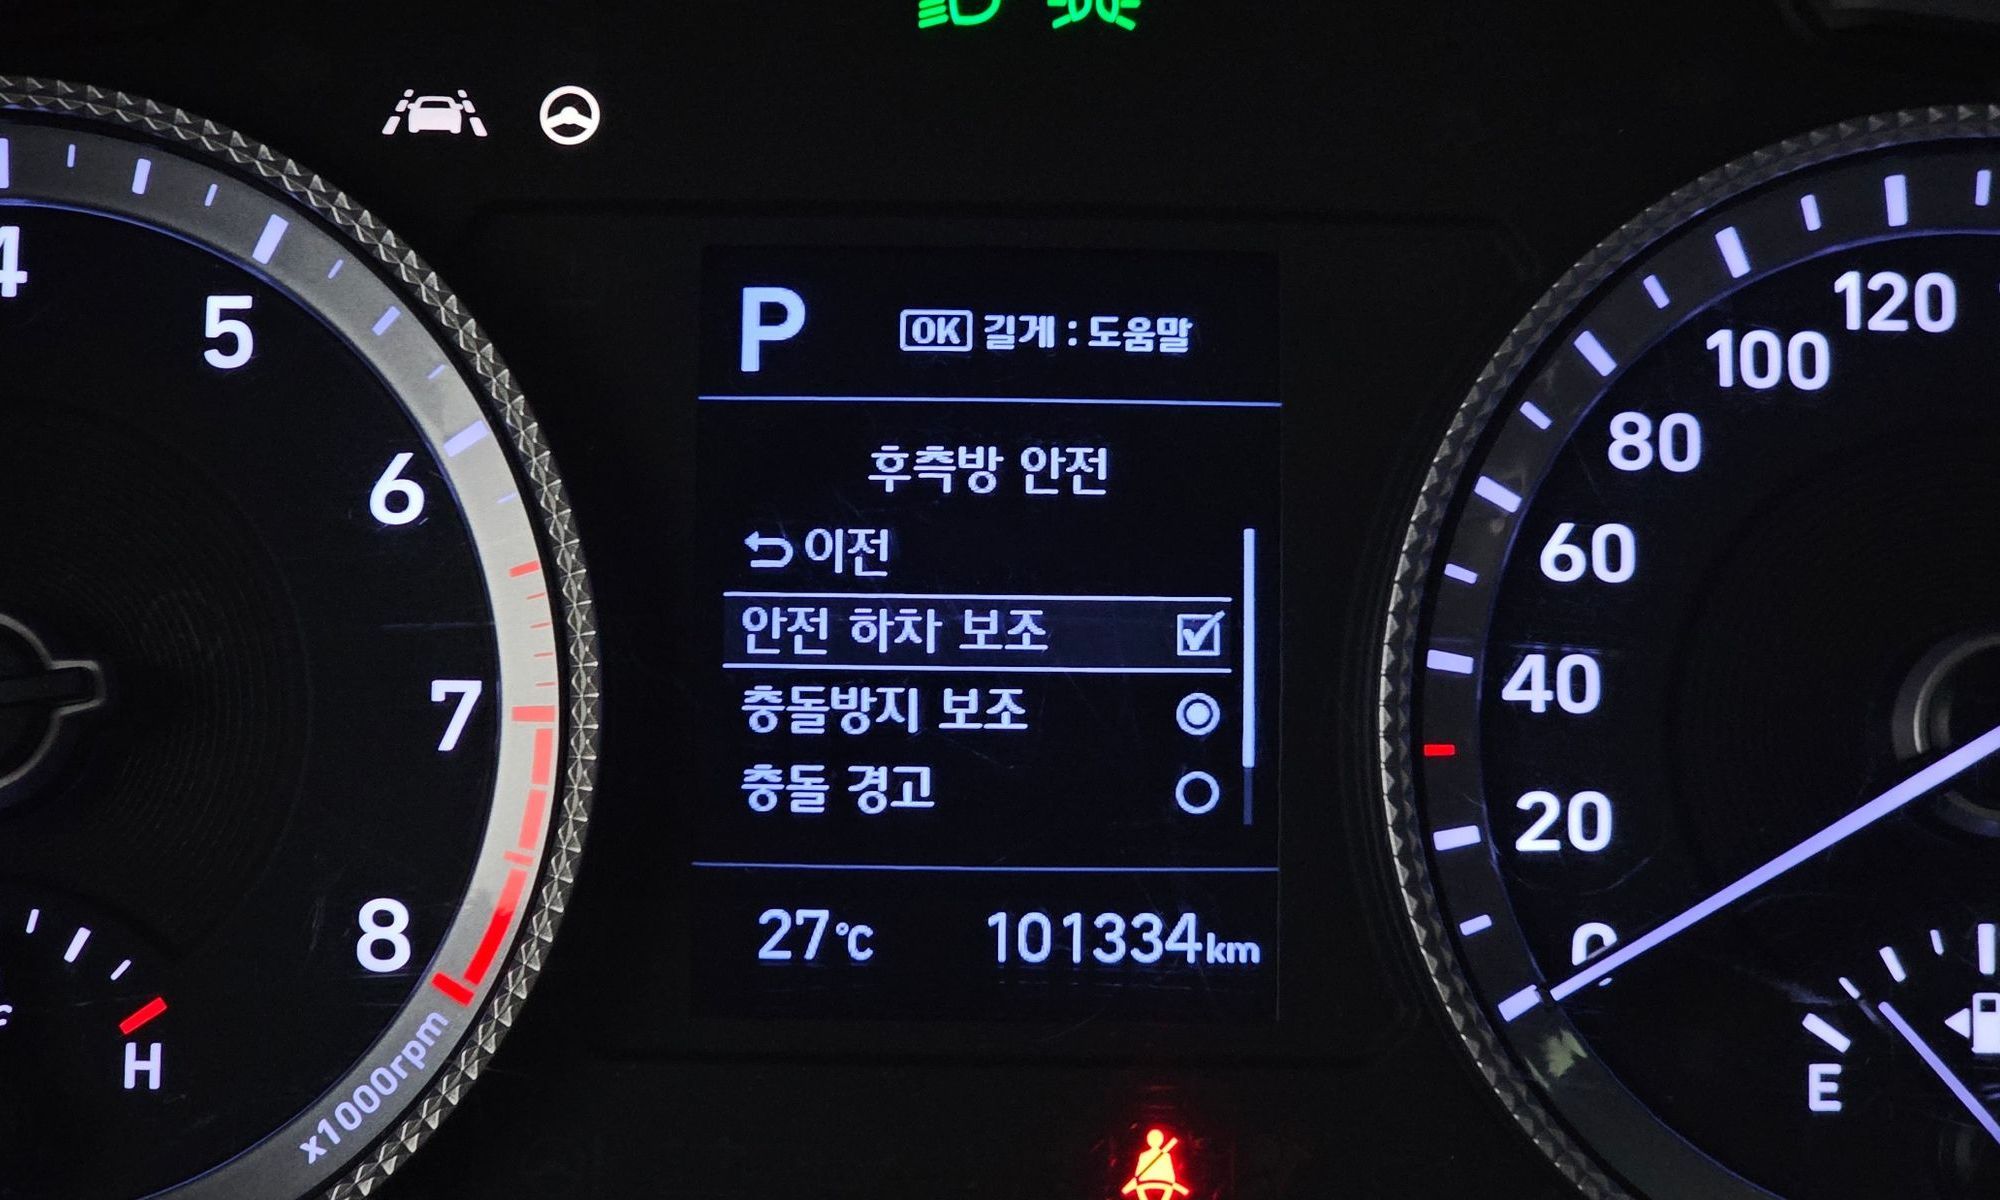 P
OK 길게 : 도움말
후측방 안전
이전
안전 하차 보조
충돌방지 보조
충돌 경고
27℃ 101334km
4
5
6
7
8
x1000rpm
H
120
100
80
60
40
20
0
E